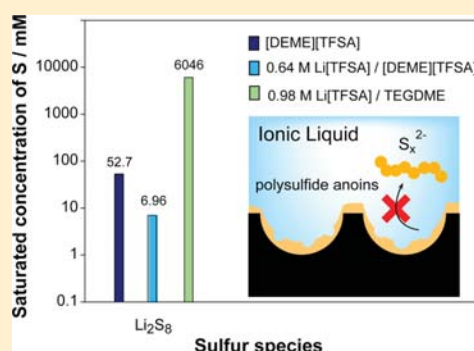 Saturated concentration of S / mM
10000
1000
100
10
1
0.1
52.7
6.96
6046
Li2S8
Sulfur species
[DEME][TFSA]
0.64 M Li[TFSA] / [DEME][TFSA]
0.98 M Li[TFSA] / TEGDME
Ionic Liquid
Sx2-
polysulfide anoins